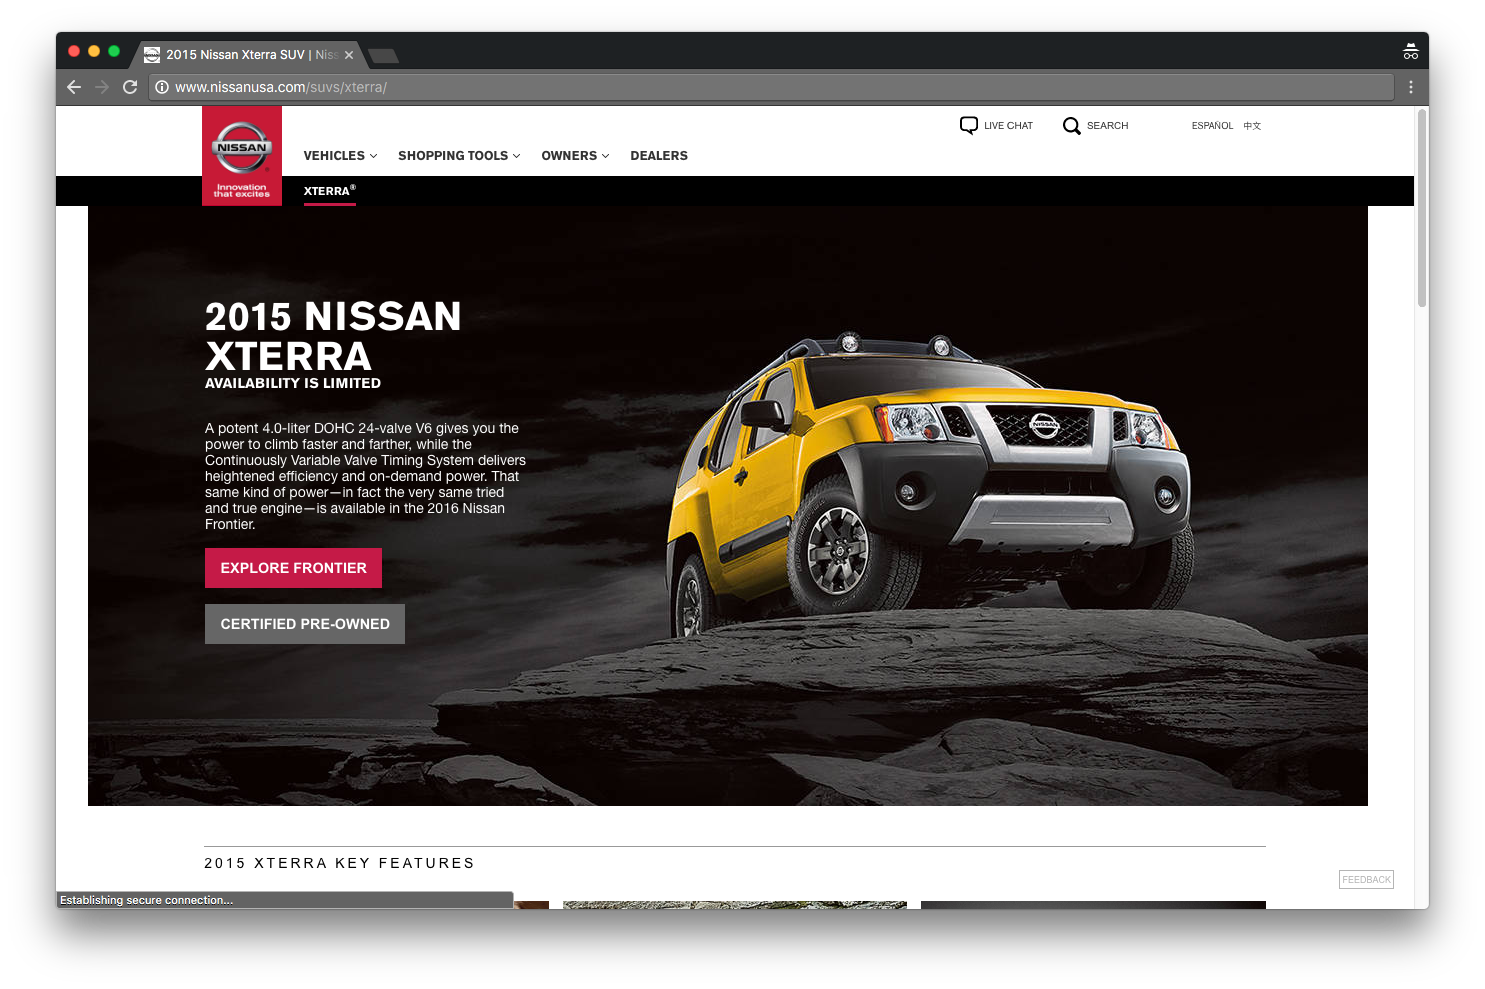 2015 Nissan Xterra SUV | Niss
www.nissanusa.com/suvs/xterra/
LIVE CHAT
SEARCH
ESPAÑOL 中文
NISSAN
Innovation
that excites
VEHICLES
SHOPPING TOOLS
OWNERS
DEALERS
XTERRA®
2015 NISSAN
XTERRA
AVAILABILITY IS LIMITED
A potent 4.0-liter DOHC 24-valve V6 gives you the
power to climb faster and farther, while the
Continuously Variable Valve Timing System delivers
heightened efficiency and on-demand power. That
same kind of power—in fact the very same tried
and true engine—is available in the 2016 Nissan
Frontier.
EXPLORE FRONTIER
CERTIFIED PRE-OWNED
NISSAN
2015 XTERRA KEY FEATURES
FEEDBACK
Establishing secure connection...